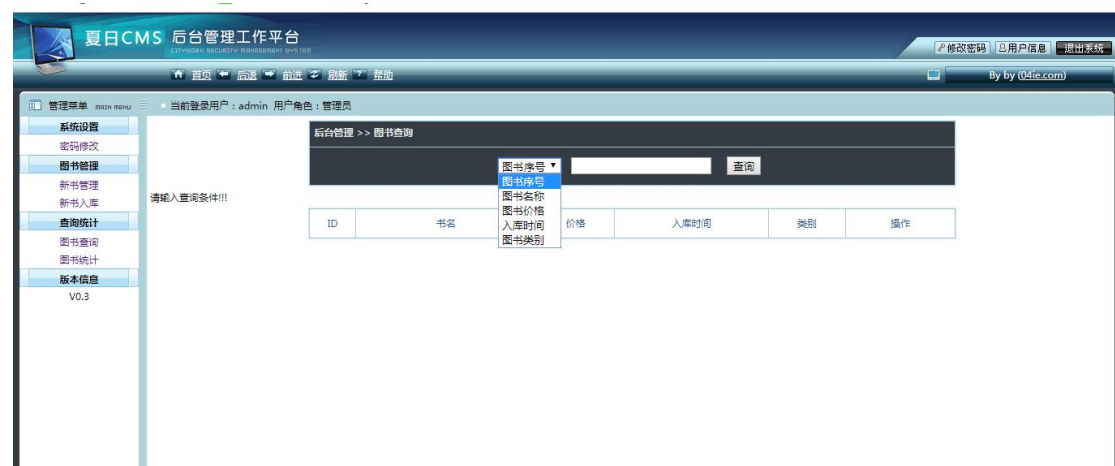 夏日CMS 后台管理工作平台
CITYWORK SECURITY MANAGEMENT SYSTEM
修改密码 用户信息 退出系统
首页 后退 前进 刷新 帮助
By by (04ie.com)
管理菜单 MAIN MENU
当前登录用户：admin 用户角色：管理员
系统设置
密码修改
图书管理
新书管理
新书入库
查询统计
图书查询
图书统计
版本信息
V0.3
请输入查询条件!!!
后台管理 >> 图书查询
图书序号 查询
图书序号
图书名称
图书价格
入库时间
图书类别
ID 书名 价格 入库时间 类别 操作